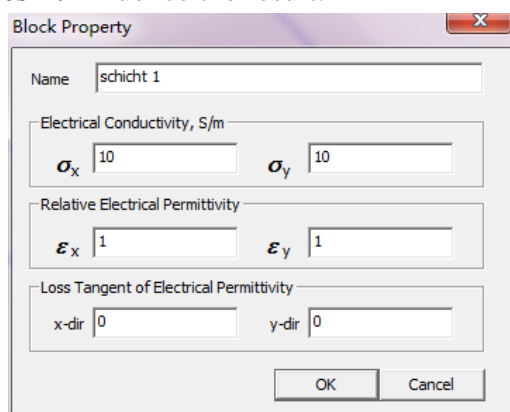 Block Property
x
Name schicht 1
Electrical Conductivity, S/m
σx 10 σy 10
Relative Electrical Permittivity
εx 1 εy 1
Loss Tangent of Electrical Permittivity
x-dir 0 y-dir 0
OK Cancel